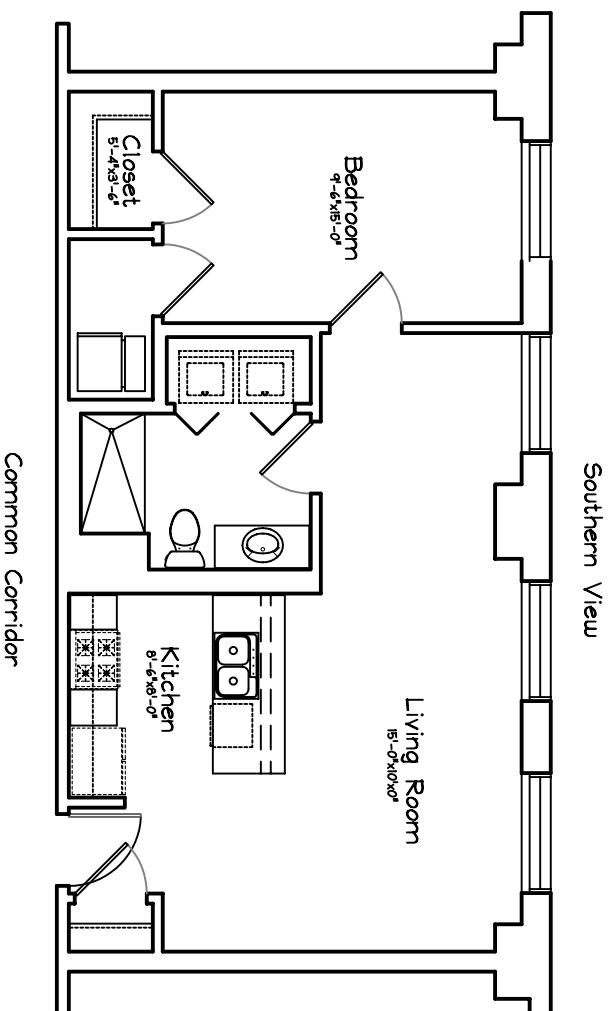 Southern View
Bedroom
9'-6"x15'-0"
Closet
5'-4"x3'-6"
Living Room
15'-0"x10'x0"
Kitchen
8'-6"x8'-0"
Common Corridor